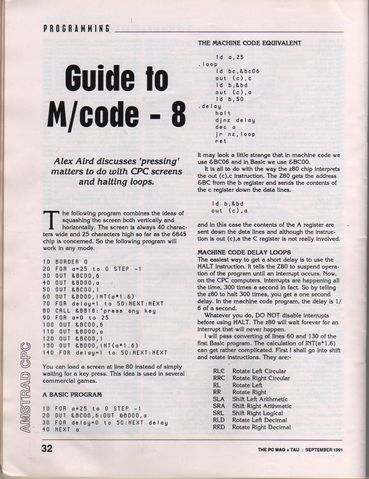 PROGRAMMING
Guide to
M/code - 8
Alex Aird discusses 'pressing'
matters to do with CPC screens
and halting loops.
The following program combines the ideas of
squashing the screen both vertically and
horizontally. The screen is always 40 charac-
ters wide and 25 characters high so far as the 6845
chip is concerned. So the following program will
work in any mode.
10 BORDER 0
20 FOR a=25 to 0 STEP -1
30 OUT &BC00,6
40 OUT &BD00,a
50 OUT &BC00,1
60 OUT &BD00,INT(a*1.6)
70 FOR delay=1 to 50:NEXT:NEXT
80 CALL &BB18:'press any key
90 FOR a=0 to 25
100 OUT &BC00,6
110 OUT &BD00,a
120 OUT &BC00,1
130 OUT &BD00,INT(a*1.6)
140 FOR delay=1 to 50:NEXT:NEXT
You can load a screen at line 80 instead of simply
waiting for a key press. This idea is used in several
commercial games.
A BASIC PROGRAM
10 FOR a=25 to 0 STEP -1
20 OUT &BC00,6:OUT &BD00,a
30 FOR delay=0 to 50:NEXT delay
40 NEXT a
THE MACHINE CODE EQUIVALENT
ld a,25
.loop
ld bc,&bc06
out (c),c
ld b,&bd
out (c),a
ld b,50
.delay
halt
djnz delay
dec a
jr nz,loop
ret
It may look a little strange that in machine code we
use &BC06 and in Basic we use &BC00.
It is all to do with the way the z80 chip interprets
the out (c),c instruction. The Z80 gets the address
&BC from the b register and sends the contents of
the c register down the data lines.
ld b,&bd
out (c),a
and in this case the contents of the A register are
sent down the data lines and although the instruc-
tion is out (c),a the C register is not really involved.
MACHINE CODE DELAY LOOPS
The easiest way to get a short delay is to use the
HALT instruction. It tells the Z80 to suspend opera-
tion of the program until an interrupt occurs. Now,
on the CPC computers, interrupts are happening all
the time, 300 times a second in fact. So by telling
the z80 to halt 300 times, you get a one second
delay. In the machine code program, the delay is 1/
6 of a second.
Whatever you do, DO NOT disable interrupts
before using HALT. The z80 will wait forever for an
interrupt that will never happen.
I will pass converting of lines 60 and 130 of the
first Basic program. The calculation of INT(a*1.6)
can get rather complicated. First I shall go into shift
and rotate instructions. They are:-
RLC Rotate Left Circular
RRC Rotate Right Circular
RL Rotate Left
RR Rotate Right
SLA Shift Left Arithmetic
SRA Shift Right Arithmetic
SRL Shift Right Logical
RLD Rotate Left Decimal
RRD Rotate Right Decimal
AMSTRAD CPC
32
THE PC MAG + TAU : SEPTEMBER 1991